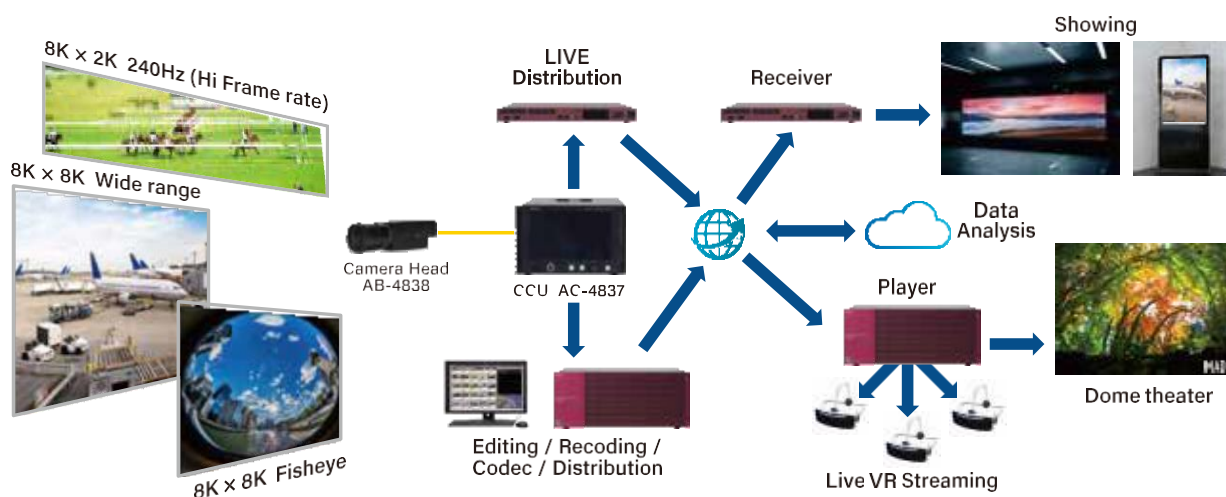 8K × 2K 240Hz (Hi Frame rate)
8K × 8K Wide range
8K × 8K Fisheye
Camera Head
AB-4838
LIVE
Distribution
CCU AC-4837
Editing / Recoding /
Codec / Distribution
Receiver
Showing
Data
Analysis
Player
Live VR Streaming
Dome theater